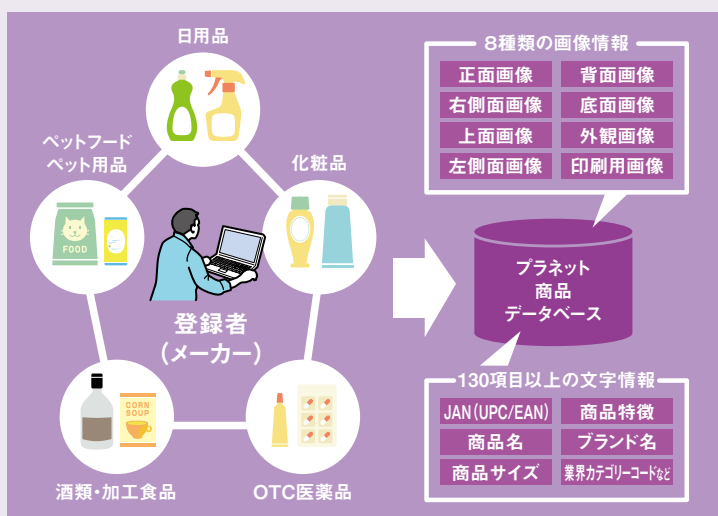 日用品
ペットフード
ペット用品
FOOD
化粧品
登録者
（メーカー）
CORN
SOUP
酒類・加工食品
OTC医薬品
8種類の画像情報
正面画像
背面画像
右側面画像
底面画像
上面画像
外観画像
左側面画像
印刷用画像
プラネット
商品
データベース
130項目以上の文字情報
JAN（UPC/EAN）
商品特徴
商品名
ブランド名
商品サイズ
業界カテゴリーコードなど